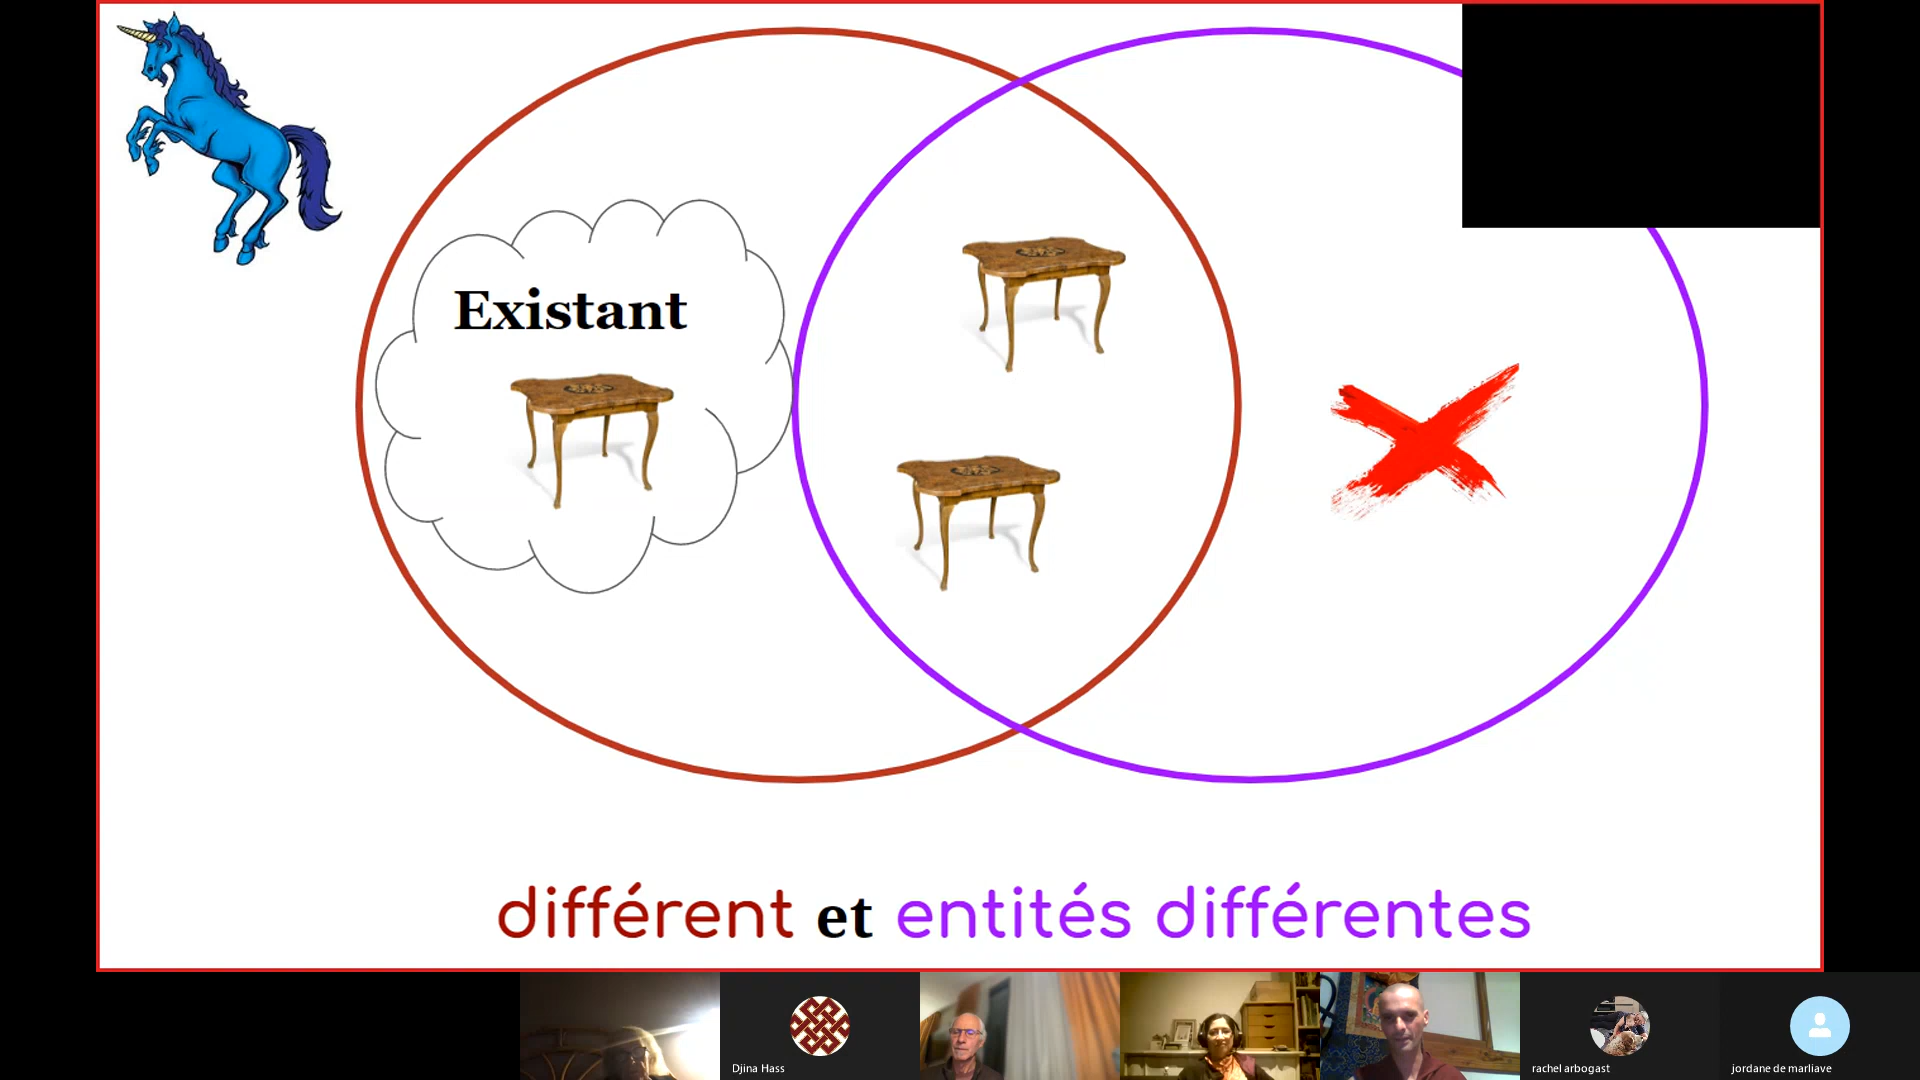 Existant
différent et entités différentes
Djina Hass
rachel arbogast
jordane de marliave